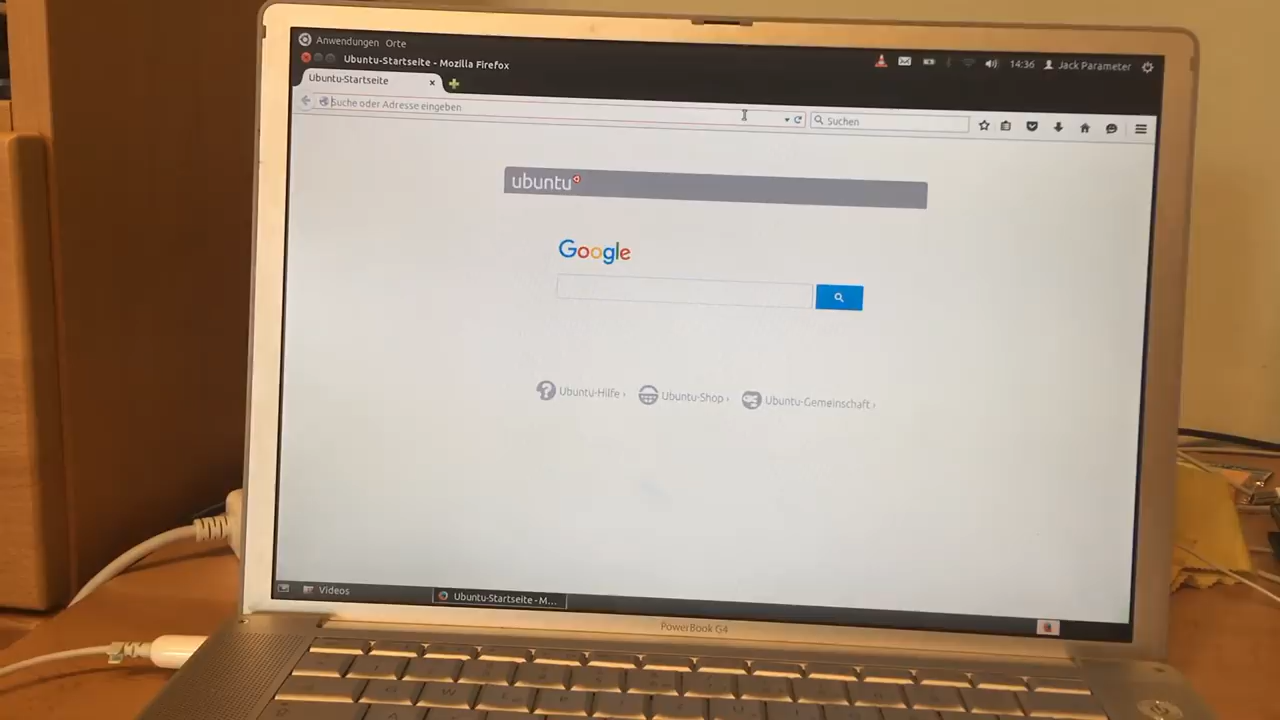 Anwendungen Orte
14:36 Jack Parameter
Ubuntu-Startseite - Mozilla Firefox
Ubuntu-Startseite
Suche oder Adresse eingeben
Suchen
ubuntu
Google
Ubuntu-Hilfe ›
Ubuntu-Shop ›
Ubuntu-Gemeinschaft ›
Videos
Ubuntu-Startseite - M...
PowerBook G4